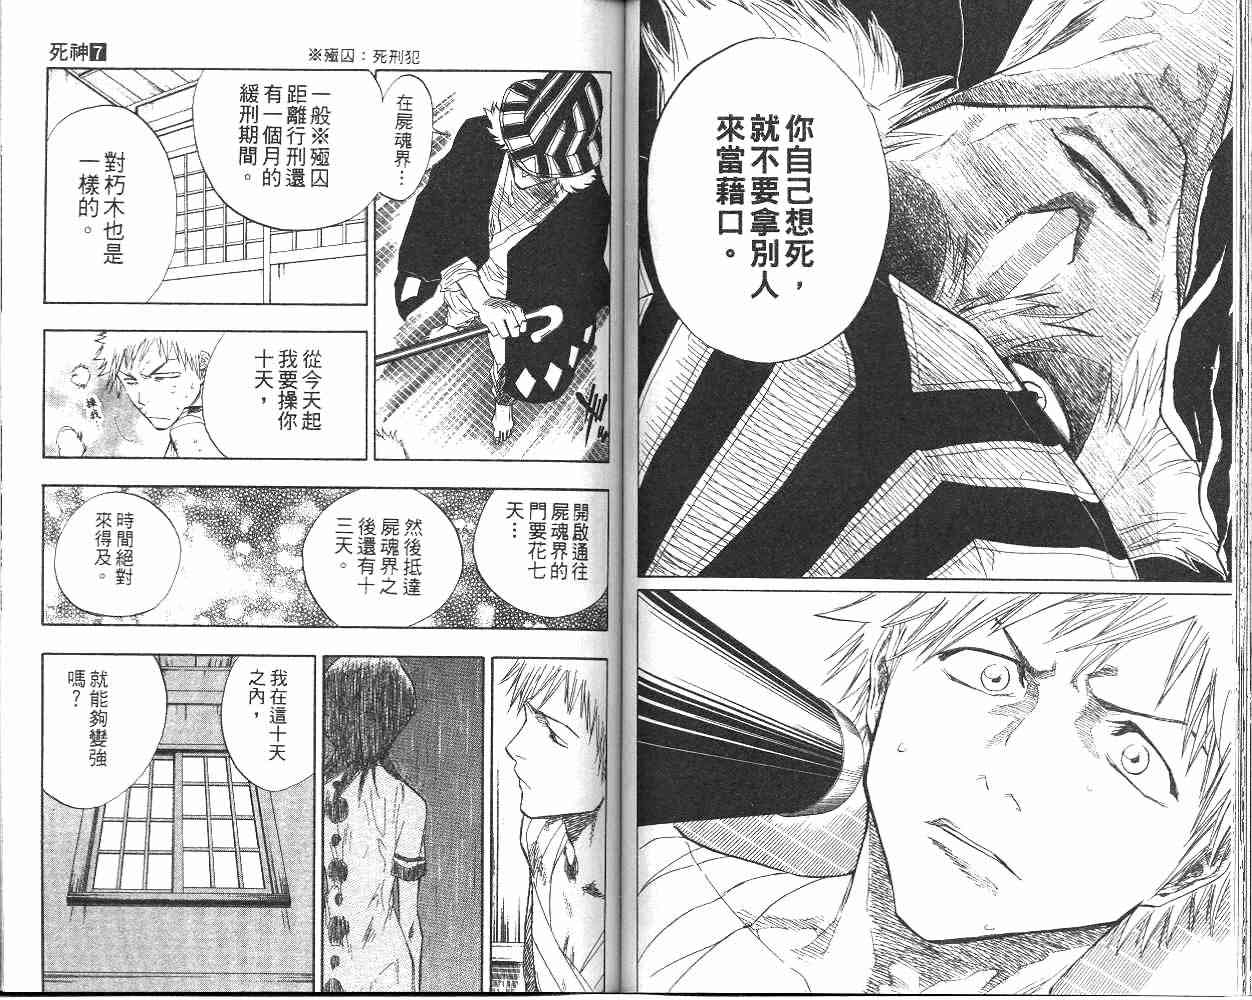 你自己想死，
就不要拿別人
來當藉口。
死神7
※殛囚：死刑犯
在屍魂界…
一般※殛囚
距離行刑還
有一個月的
緩刑期間。
對朽木也是
一樣的。
從今天起
我要操你
十天，
操我
開啟通往
屍魂界的
門要花七
天…
然後抵達
屍魂界之
後還有十
三天。
時間絕對
來得及。
我在這十天
之內，
就能夠變強
嗎？